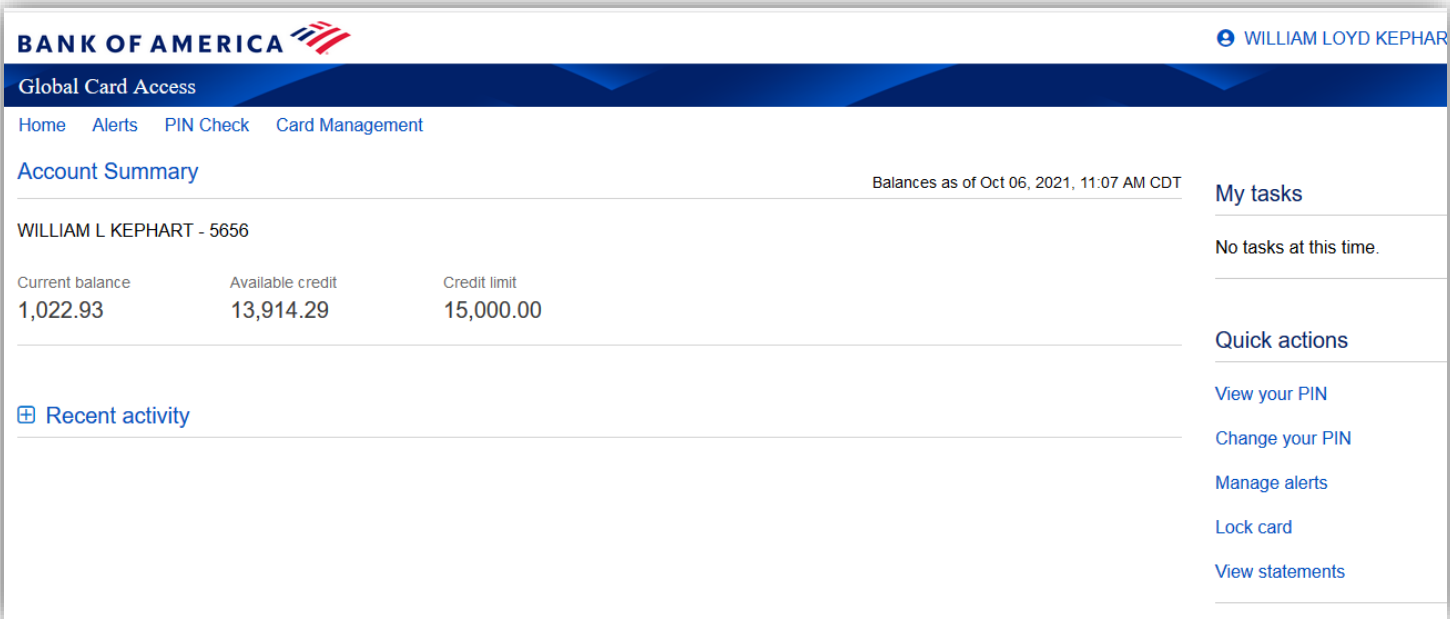 BANK OF AMERICA
WILLIAM LOYD KEPHAR
Global Card Access
Home Alerts PIN Check Card Management
Account Summary
Balances as of Oct 06, 2021, 11:07 AM CDT
WILLIAM L KEPHART - 5656
Current balance Available credit Credit limit
1,022.93 13,914.29 15,000.00
Recent activity
My tasks
No tasks at this time.
Quick actions
View your PIN
Change your PIN
Manage alerts
Lock card
View statements